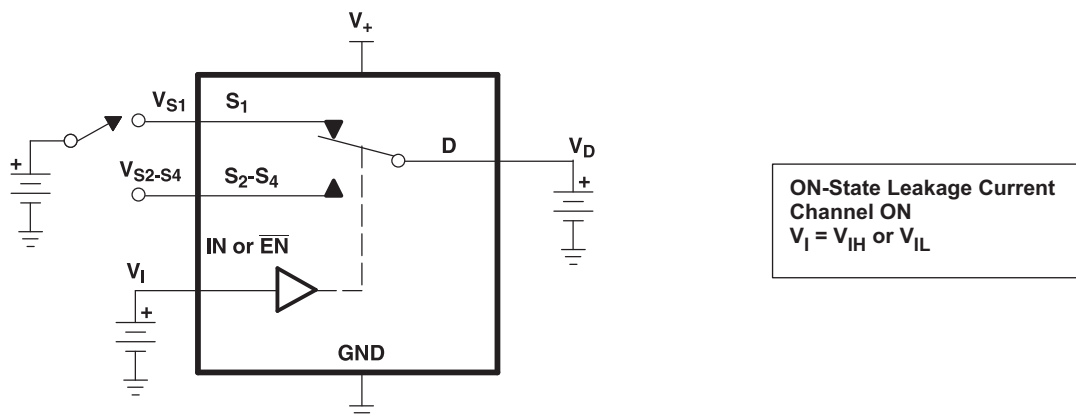 V+
VS1
S1
D
VD
+
VS2-S4
S2-S4
+
IN or EN
VI
+
GND
ON-State Leakage Current
Channel ON
VI = VIH or VIL